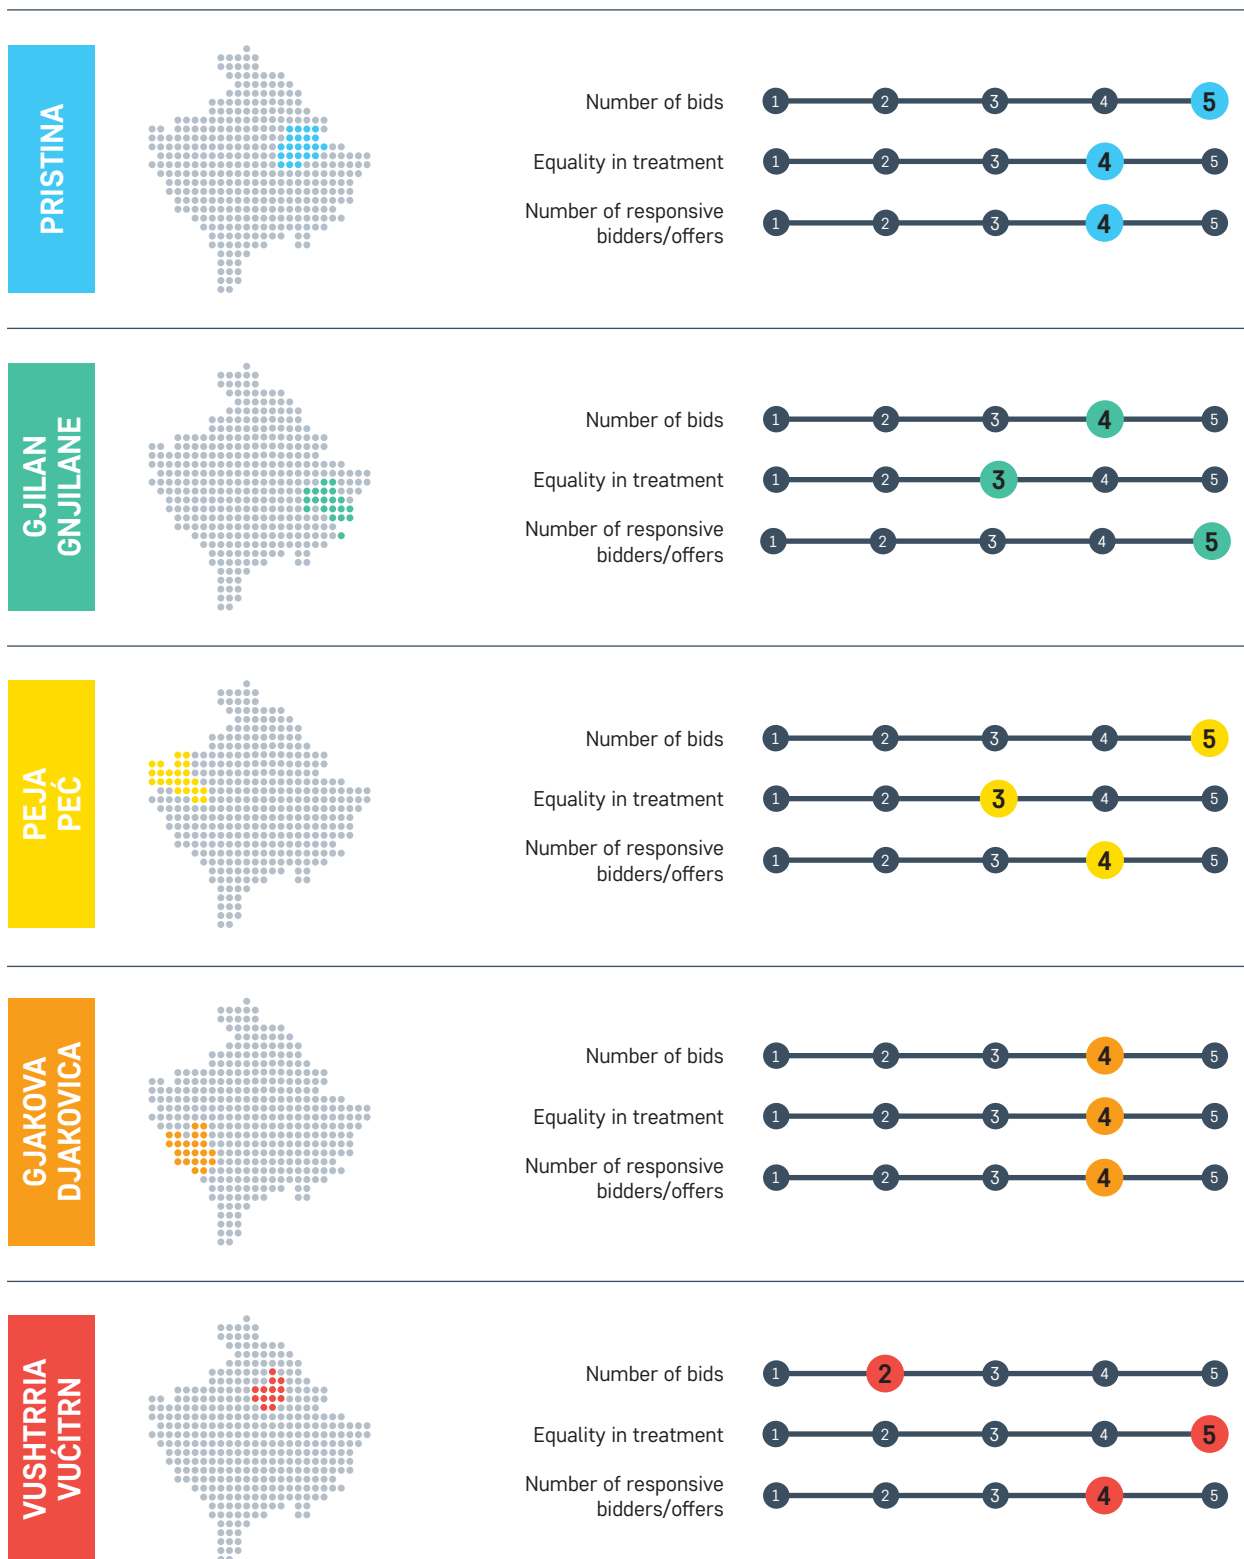 PRISTINA
Number of bids
1 2 3 4 5
Equality in treatment
1 2 3 4 5
Number of responsive
bidders/offers
1 2 3 4 5
GJILAN
GNJILANE
Number of bids
1 2 3 4 5
Equality in treatment
1 2 3 4 5
Number of responsive
bidders/offers
1 2 3 4 5
PEJA
PEĆ
Number of bids
1 2 3 4 5
Equality in treatment
1 2 3 4 5
Number of responsive
bidders/offers
1 2 3 4 5
GJAKOVA
DJAKOVICA
Number of bids
1 2 3 4 5
Equality in treatment
1 2 3 4 5
Number of responsive
bidders/offers
1 2 3 4 5
VUSHTRRIA
VUĆITRN
Number of bids
1 2 3 4 5
Equality in treatment
1 2 3 4 5
Number of responsive
bidders/offers
1 2 3 4 5